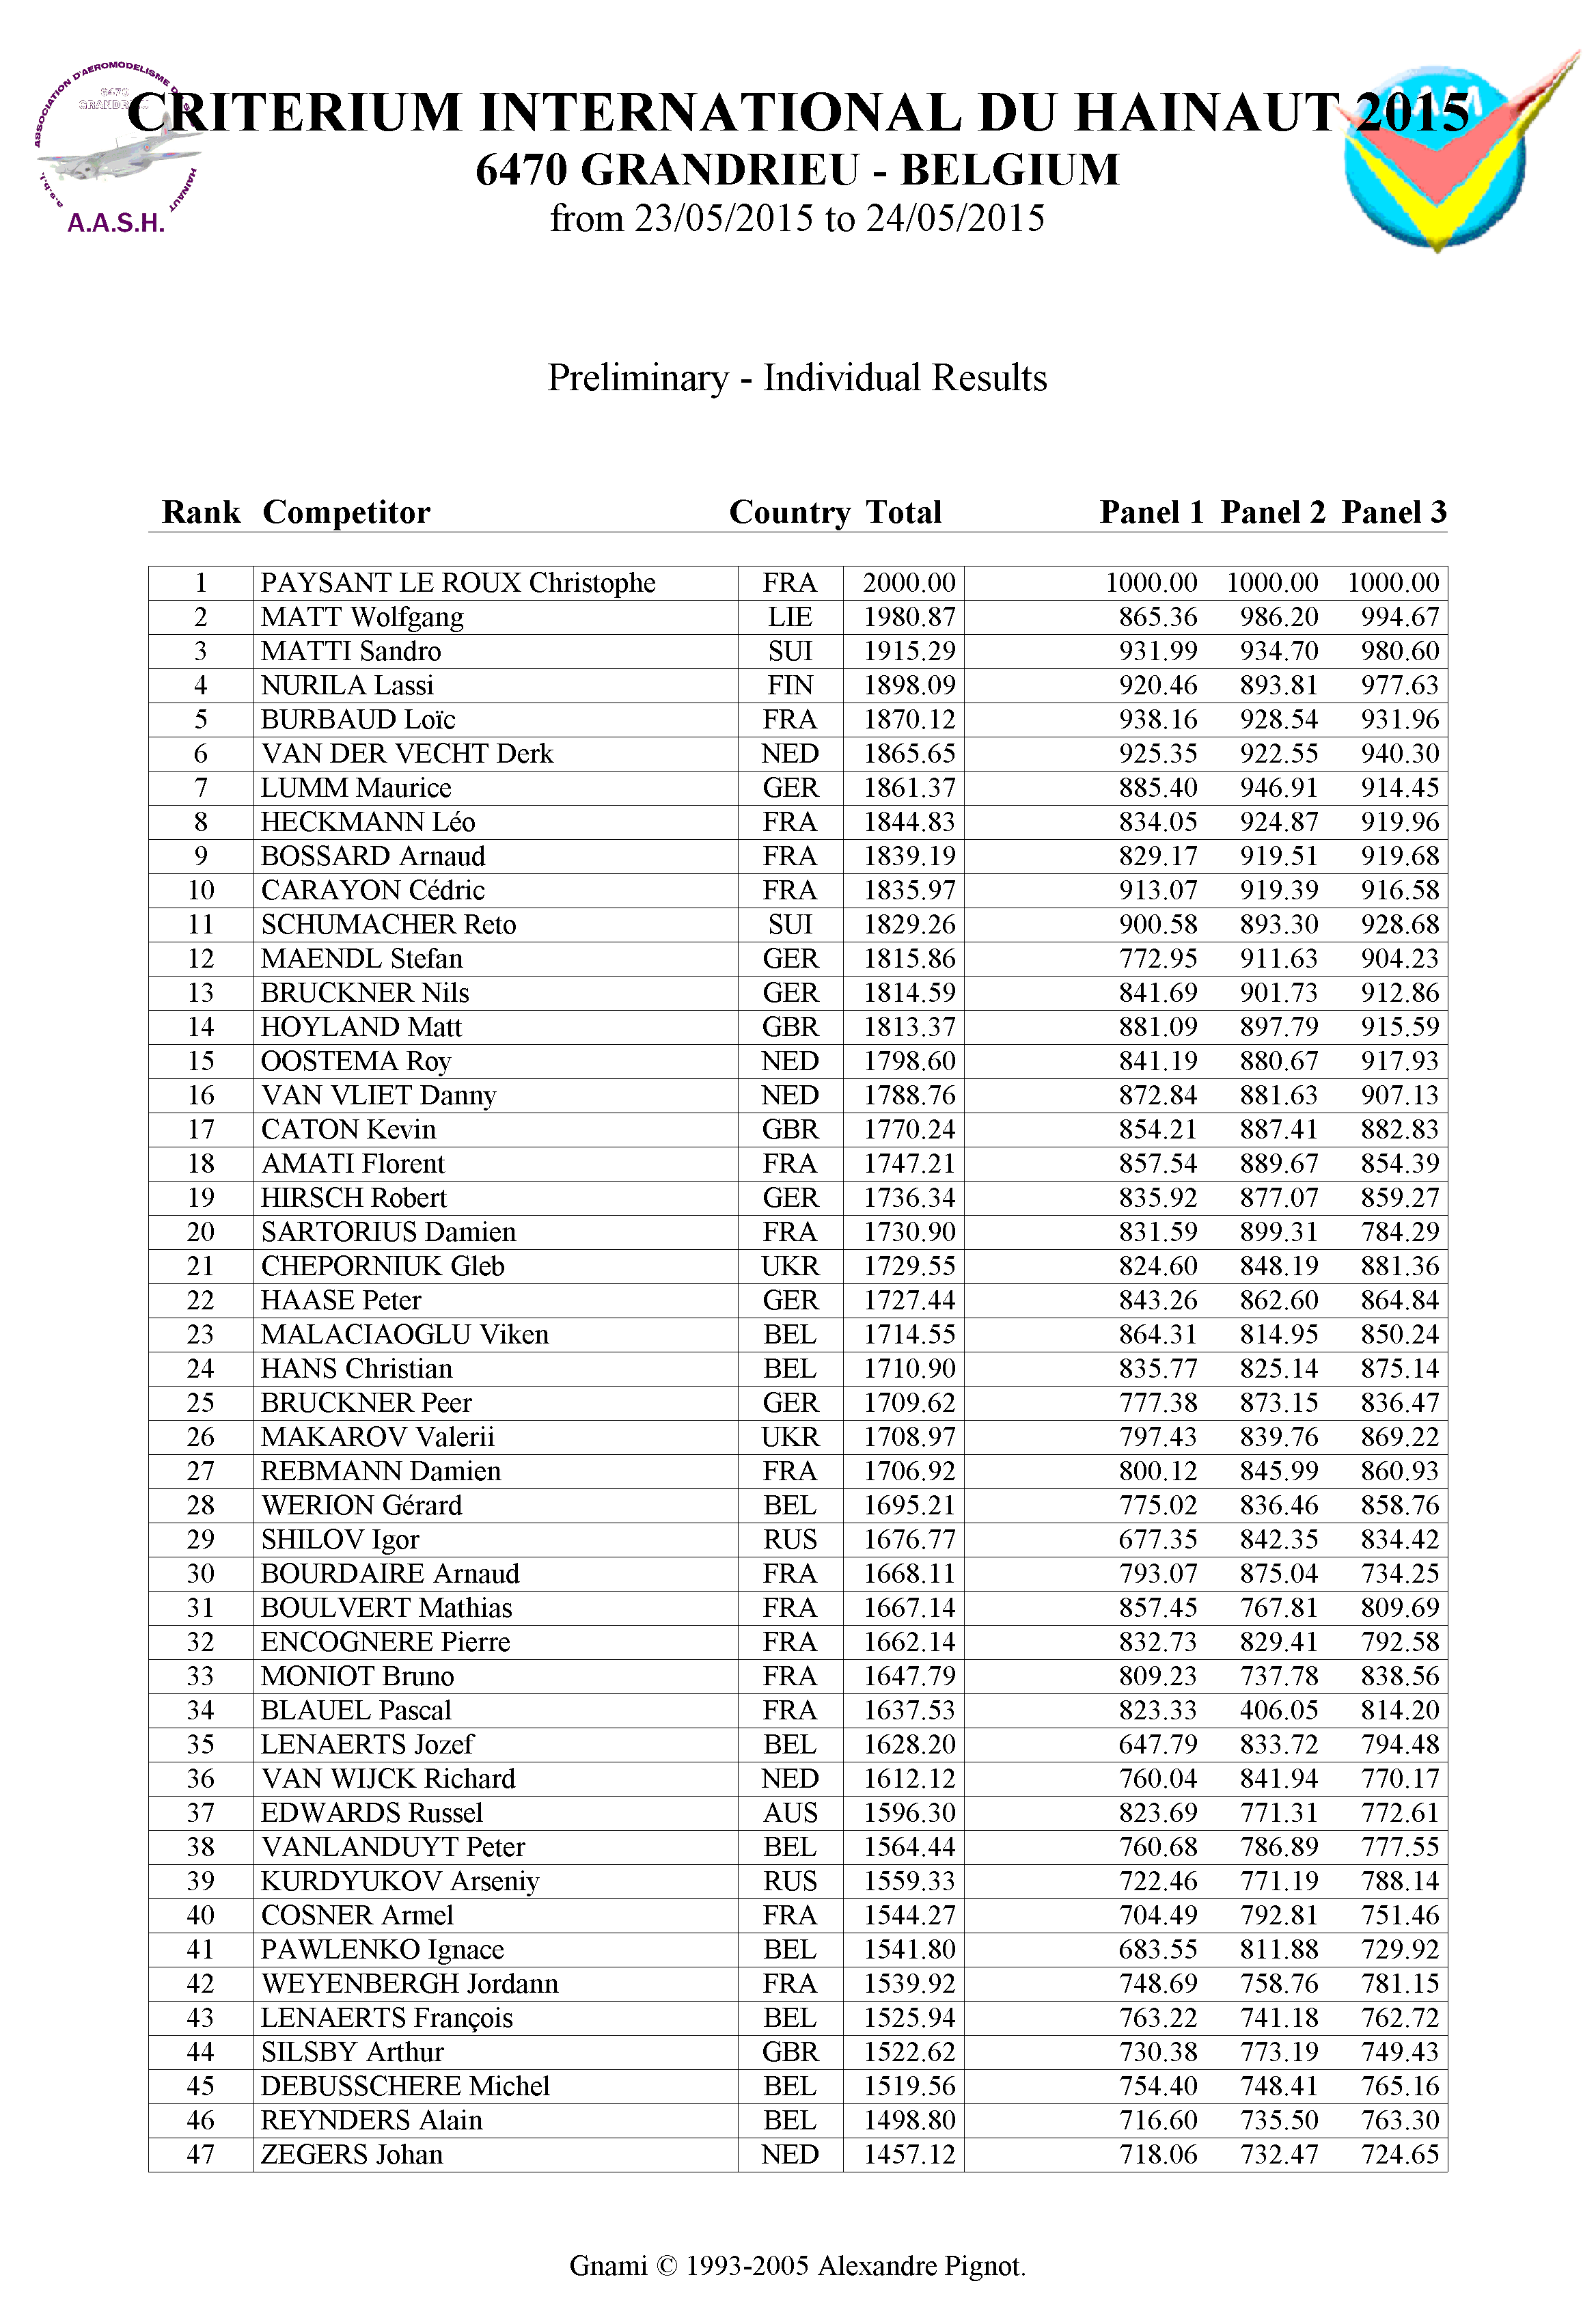 ASSOCIATION D'AEROMODELISME
6470
GRANDRIEU
HAINAUT
a.s.b.l.
A.A.S.H.
CRITERIUM INTERNATIONAL DU HAINAUT 2015
6470 GRANDRIEU - BELGIUM
from 23/05/2015 to 24/05/2015
Preliminary - Individual Results
Rank Competitor Country Total Panel 1 Panel 2 Panel 3
1 PAYSANT LE ROUX Christophe FRA 2000.00 1000.00 1000.00 1000.00
2 MATT Wolfgang LIE 1980.87 865.36 986.20 994.67
3 MATTI Sandro SUI 1915.29 931.99 934.70 980.60
4 NURILA Lassi FIN 1898.09 920.46 893.81 977.63
5 BURBAUD Loïc FRA 1870.12 938.16 928.54 931.96
6 VAN DER VECHT Derk NED 1865.65 925.35 922.55 940.30
7 LUMM Maurice GER 1861.37 885.40 946.91 914.45
8 HECKMANN Léo FRA 1844.83 834.05 924.87 919.96
9 BOSSARD Arnaud FRA 1839.19 829.17 919.51 919.68
10 CARAYON Cédric FRA 1835.97 913.07 919.39 916.58
11 SCHUMACHER Reto SUI 1829.26 900.58 893.30 928.68
12 MAENDL Stefan GER 1815.86 772.95 911.63 904.23
13 BRUCKNER Nils GER 1814.59 841.69 901.73 912.86
14 HOYLAND Matt GBR 1813.37 881.09 897.79 915.59
15 OOSTEMA Roy NED 1798.60 841.19 880.67 917.93
16 VAN VLIET Danny NED 1788.76 872.84 881.63 907.13
17 CATON Kevin GBR 1770.24 854.21 887.41 882.83
18 AMATI Florent FRA 1747.21 857.54 889.67 854.39
19 HIRSCH Robert GER 1736.34 835.92 877.07 859.27
20 SARTORIUS Damien FRA 1730.90 831.59 899.31 784.29
21 CHEPORNIUK Gleb UKR 1729.55 824.60 848.19 881.36
22 HAASE Peter GER 1727.44 843.26 862.60 864.84
23 MALACIAOGLU Viken BEL 1714.55 864.31 814.95 850.24
24 HANS Christian BEL 1710.90 835.77 825.14 875.14
25 BRUCKNER Peer GER 1709.62 777.38 873.15 836.47
26 MAKAROV Valerii UKR 1708.97 797.43 839.76 869.22
27 REBMANN Damien FRA 1706.92 800.12 845.99 860.93
28 WERION Gérard BEL 1695.21 775.02 836.46 858.76
29 SHILOV Igor RUS 1676.77 677.35 842.35 834.42
30 BOURDAIRE Arnaud FRA 1668.11 793.07 875.04 734.25
31 BOULVERT Mathias FRA 1667.14 857.45 767.81 809.69
32 ENCOGNERE Pierre FRA 1662.14 832.73 829.41 792.58
33 MONIOT Bruno FRA 1647.79 809.23 737.78 838.56
34 BLAUEL Pascal FRA 1637.53 823.33 406.05 814.20
35 LENAERTS Jozef BEL 1628.20 647.79 833.72 794.48
36 VAN WIJCK Richard NED 1612.12 760.04 841.94 770.17
37 EDWARDS Russel AUS 1596.30 823.69 771.31 772.61
38 VANLANDUYT Peter BEL 1564.44 760.68 786.89 777.55
39 KURDYUKOV Arseniy RUS 1559.33 722.46 771.19 788.14
40 COSNER Armel FRA 1544.27 704.49 792.81 751.46
41 PAWLENKO Ignace BEL 1541.80 683.55 811.88 729.92
42 WEYENBERGH Jordann FRA 1539.92 748.69 758.76 781.15
43 LENAERTS François BEL 1525.94 763.22 741.18 762.72
44 SILSBY Arthur GBR 1522.62 730.38 773.19 749.43
45 DEBUSSCHERE Michel BEL 1519.56 754.40 748.41 765.16
46 REYNDERS Alain BEL 1498.80 716.60 735.50 763.30
47 ZEGERS Johan NED 1457.12 718.06 732.47 724.65
Gnami © 1993-2005 Alexandre Pignot.